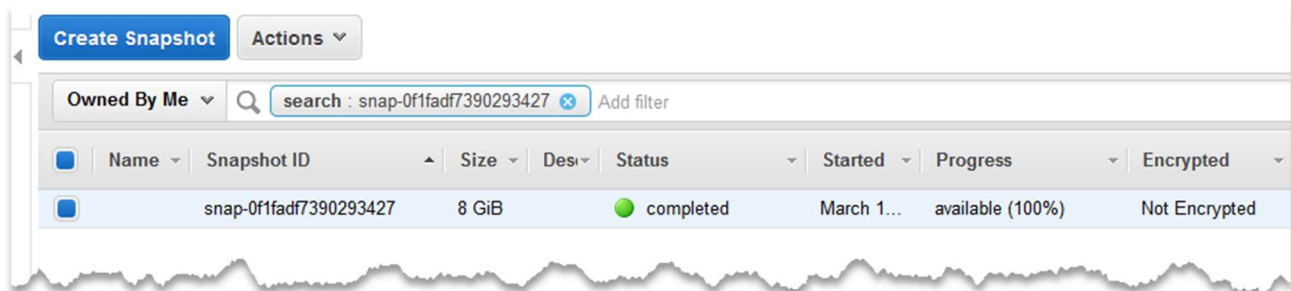 Create Snapshot Actions
Owned By Me search : snap-0f1fadf7390293427 Add filter
Name Snapshot ID Size Des Status Started Progress Encrypted
snap-0f1fadf7390293427 8 GiB completed March 1... available (100%) Not Encrypted